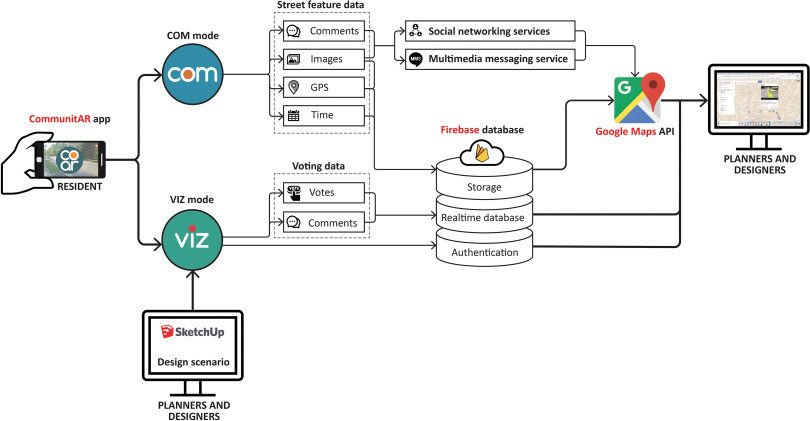 Street feature data
COM mode
com
Comments
Images
GPS
Time
Social networking services
MMS
Multimedia messaging service
G
Google Maps API
PLANNERS AND
DESIGNERS
CommunitAR app
co
ar
RESIDENT
Firebase database
Storage
Realtime database
Authentication
Voting data
Votes
Comments
VIZ mode
viz
SketchUp
Design scenario
PLANNERS AND
DESIGNERS